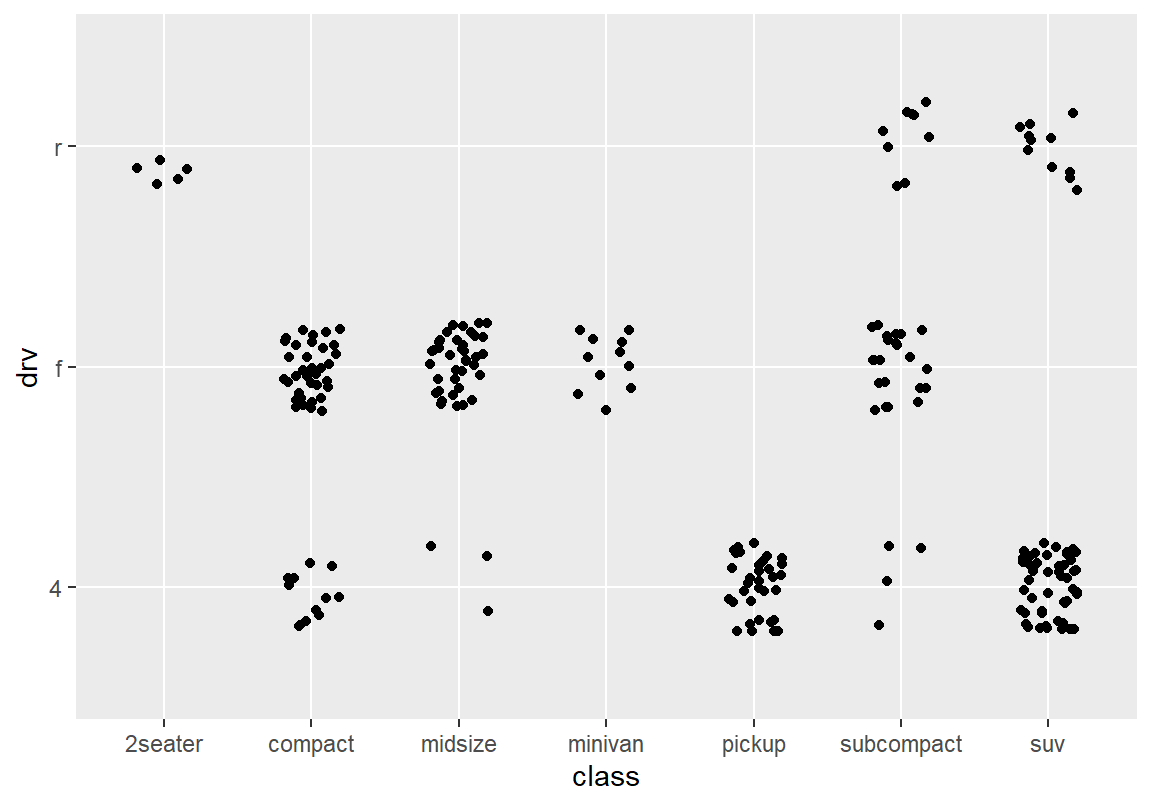 drv
r
f
4
2seater compact midsize minivan pickup subcompact suv
class